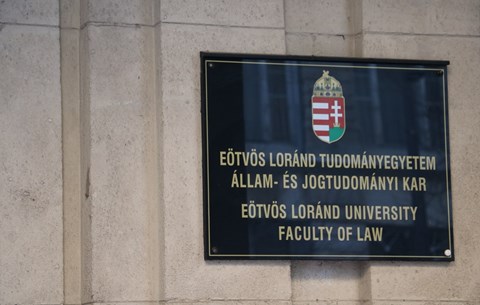 EÖTVÖS LORÁND TUDOMÁNYEGYETEM
ÁLLAM- ÉS JOGTUDOMÁNYI KAR
EÖTVÖS LORÁND UNIVERSITY
FACULTY OF LAW